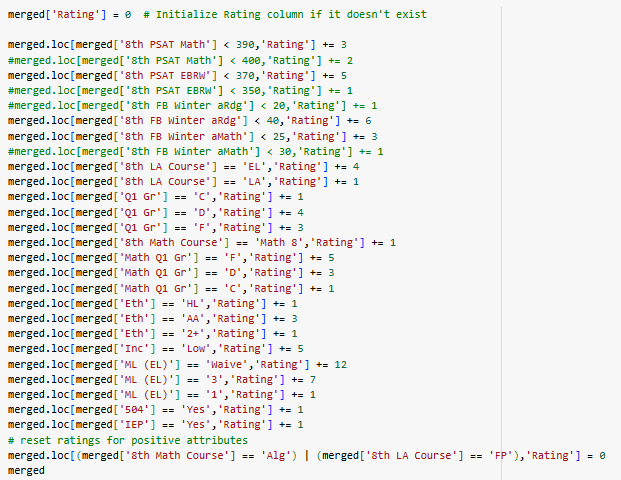 merged['Rating'] = 0  # Initialize Rating column if it doesn't exist

merged.loc[merged['8th PSAT Math'] < 390,'Rating'] += 3
#merged.loc[merged['8th PSAT Math'] < 400,'Rating'] += 2
merged.loc[merged['8th PSAT EBRW'] < 370,'Rating'] += 5
#merged.loc[merged['8th PSAT EBRW'] < 350,'Rating'] += 1
#merged.loc[merged['8th FB Winter aRdg'] < 20,'Rating'] += 1
merged.loc[merged['8th FB Winter aRdg'] < 40,'Rating'] += 6
merged.loc[merged['8th FB Winter aMath'] < 25,'Rating'] += 3
#merged.loc[merged['8th FB Winter aMath'] < 30,'Rating'] += 1
merged.loc[merged['8th LA Course'] == 'EL','Rating'] += 4
merged.loc[merged['8th LA Course'] == 'LA','Rating'] += 1
merged.loc[merged['Q1 Gr'] == 'C','Rating'] += 1
merged.loc[merged['Q1 Gr'] == 'D','Rating'] += 4
merged.loc[merged['Q1 Gr'] == 'F','Rating'] += 3
merged.loc[merged['8th Math Course'] == 'Math 8','Rating'] += 1
merged.loc[merged['Math Q1 Gr'] == 'F','Rating'] += 5
merged.loc[merged['Math Q1 Gr'] == 'D','Rating'] += 3
merged.loc[merged['Math Q1 Gr'] == 'C','Rating'] += 1
merged.loc[merged['Eth'] == 'HL','Rating'] += 1
merged.loc[merged['Eth'] == 'AA','Rating'] += 3
merged.loc[merged['Eth'] == '2+','Rating'] += 1
merged.loc[merged['Inc'] == 'Low','Rating'] += 5
merged.loc[merged['ML (EL)'] == 'Waive','Rating'] += 12
merged.loc[merged['ML (EL)'] == '3','Rating'] += 7
merged.loc[merged['ML (EL)'] == '1','Rating'] += 1
merged.loc[merged['504'] == 'Yes','Rating'] += 1
merged.loc[merged['IEP'] == 'Yes','Rating'] += 1
# reset ratings for positive attributes
merged.loc[(merged['8th Math Course'] == 'Alg') | (merged['8th LA Course'] == 'FP'),'Rating'] = 0
merged